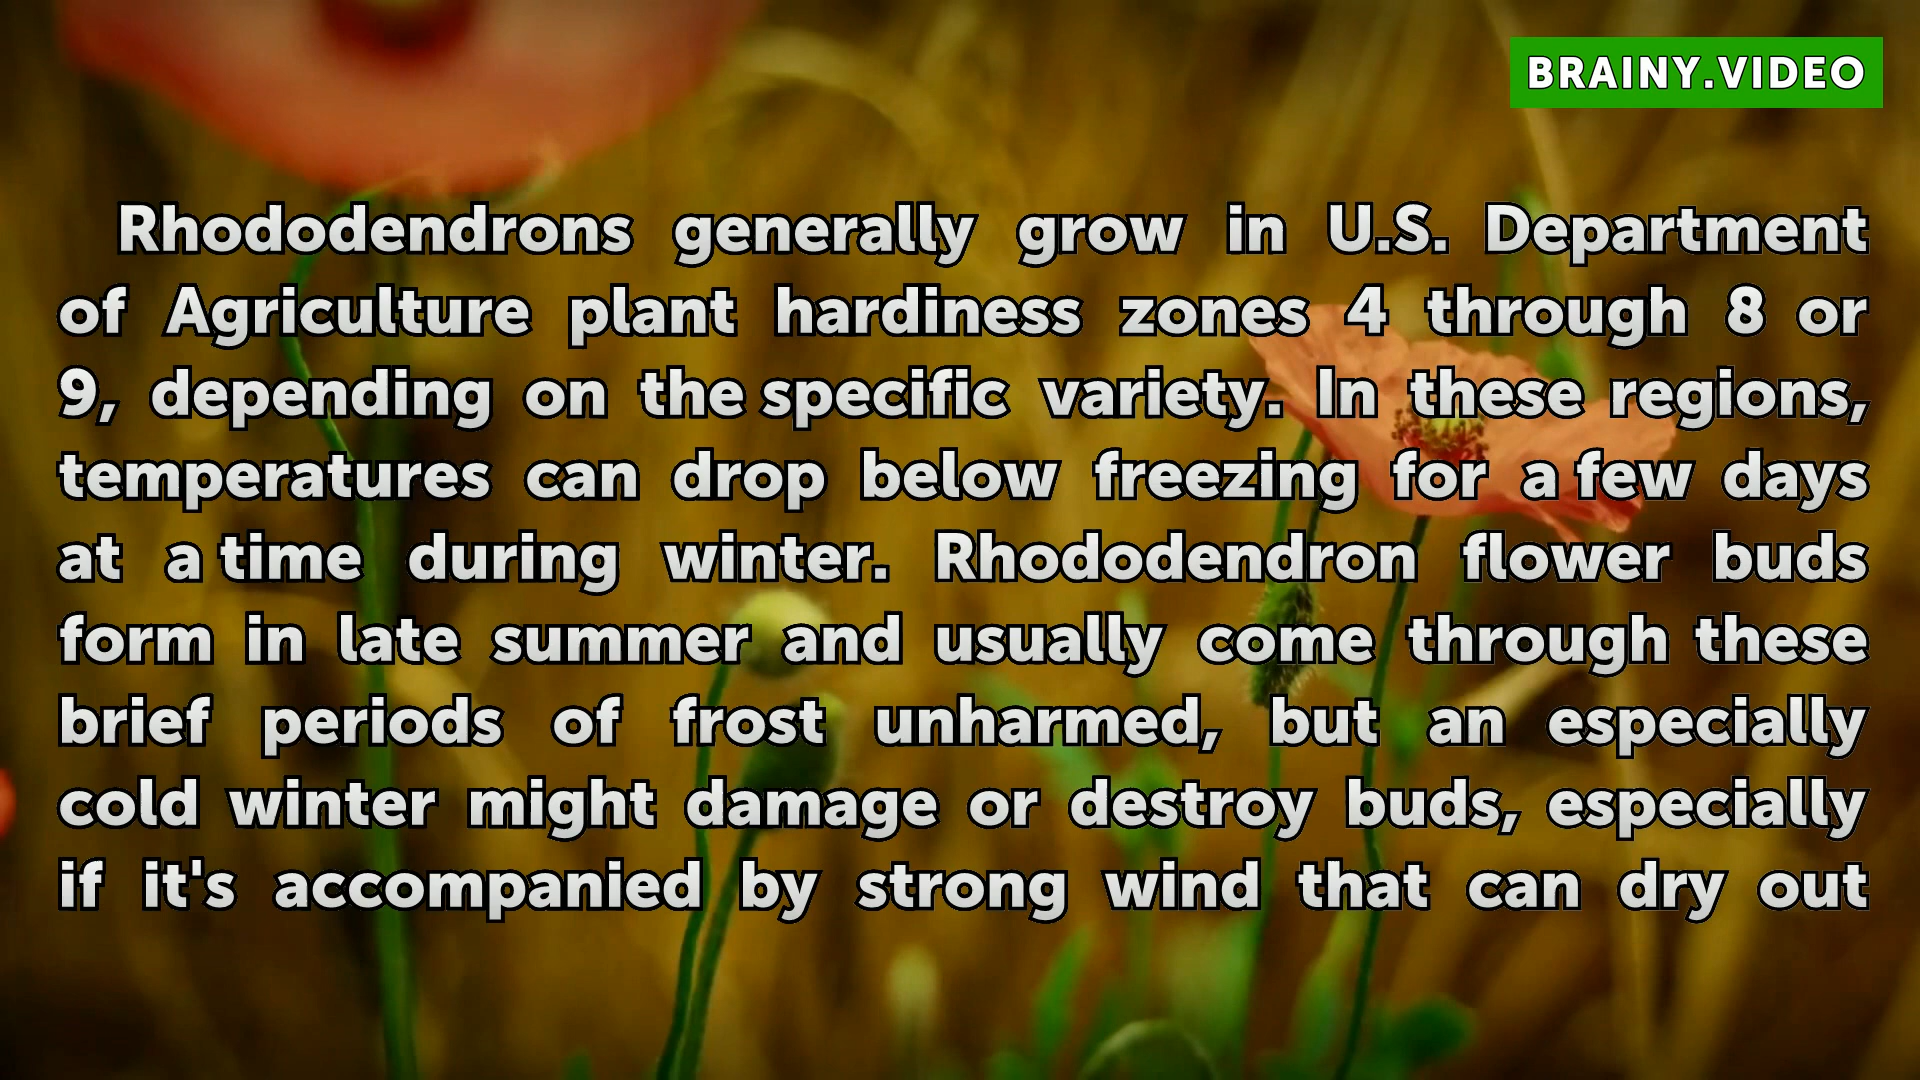 BRAINY.VIDEO
Rhododendrons generally grow in U.S. Department
of Agriculture plant hardiness zones 4 through 8 or
9, depending on the specific variety. In these regions,
temperatures can drop below freezing for a few days
at a time during winter. Rhododendron flower buds
form in late summer and usually come through these
brief periods of frost unharmed, but an especially
cold winter might damage or destroy buds, especially
if it's accompanied by strong wind that can dry out